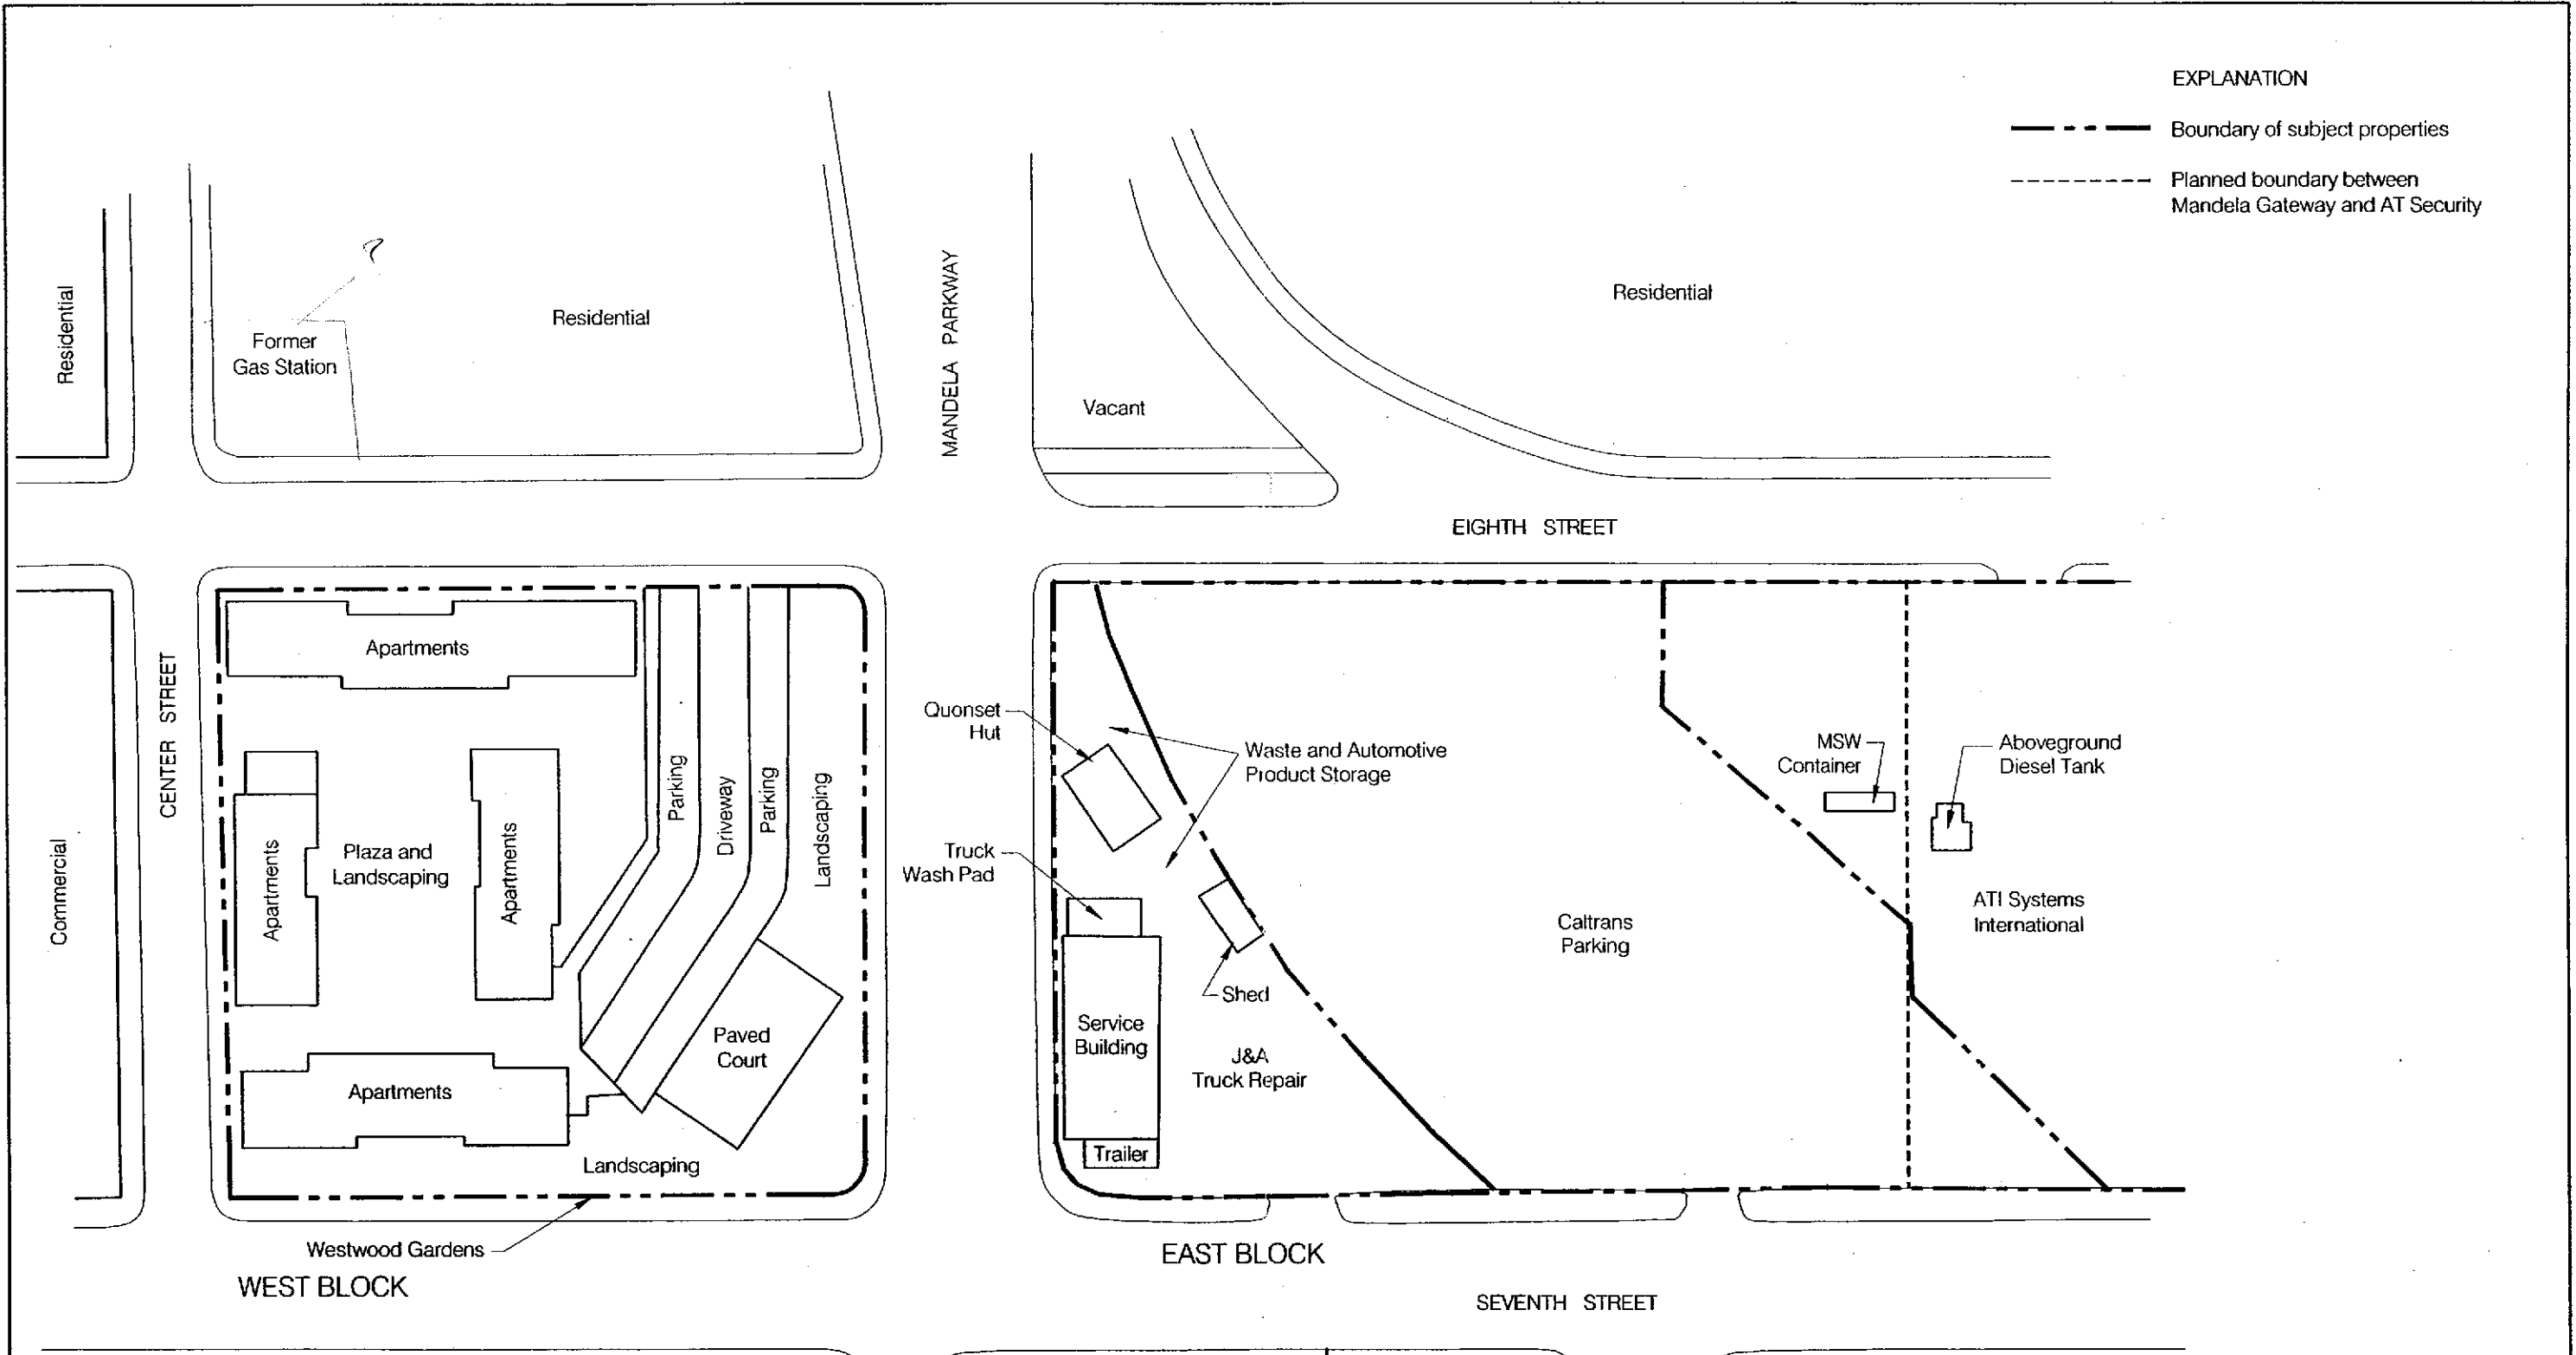 EXPLANATION
Boundary of subject properties
Planned boundary between
Mandela Gateway and AT Security
Residential
Former
Gas Station
Residential
MANDELA PARKWAY
Vacant
Residential
EIGHTH STREET
Commercial
CENTER STREET
Apartments
Apartments
Plaza and
Landscaping
Apartments
Parking
Driveway
Parking
Landscaping
Paved
Court
Apartments
Landscaping
Westwood Gardens
WEST BLOCK
Quonset
Hut
Waste and Automotive
Product Storage
Truck
Wash Pad
Shed
Service
Building
J&A
Truck Repair
Trailer
Caltrans
Parking
MSW
Container
Aboveground
Diesel Tank
ATI Systems
International
EAST BLOCK
SEVENTH STREET